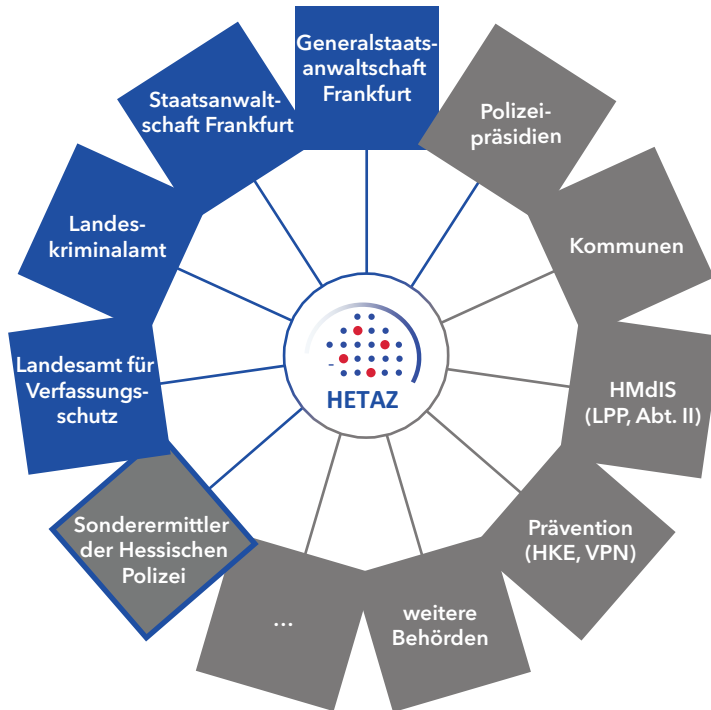 Generalstaats-
anwaltschaft
Frankfurt
Polizei-
präsidien
Kommunen
HMdIS
(LPP, Abt. II)
Prävention
(HKE, VPN)
weitere
Behörden
...
Sonderermittler
der Hessischen
Polizei
Landesamt für
Verfassungs-
schutz
Landes-
kriminalamt
Staatsanwalt-
schaft Frankfurt
HETAZ